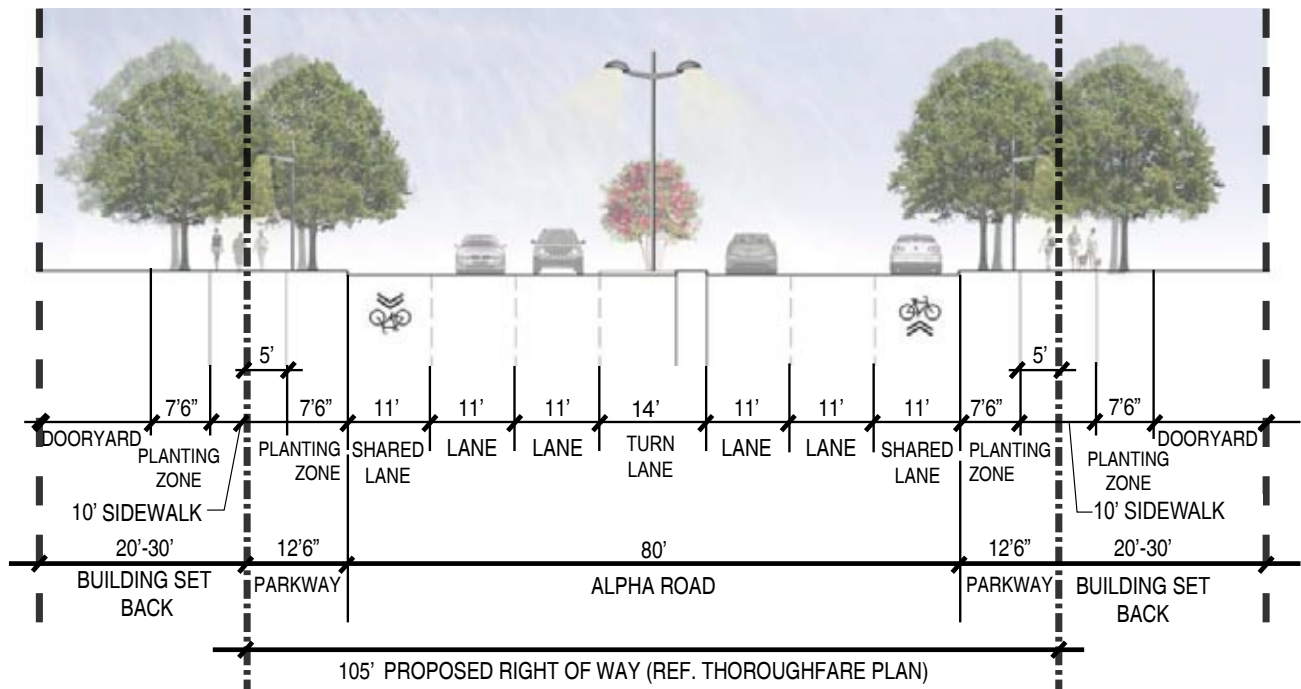 5' 5'
7'6" 7'6" 11' 11' 11' 14' 11' 11' 11' 7'6" 7'6"
DOORYARD
PLANTING
ZONE
PLANTING
ZONE
SHARED
LANE
LANE
LANE
TURN
LANE
LANE
LANE
SHARED
LANE
PLANTING
ZONE
PLANTING
ZONE
DOORYARD
10' SIDEWALK
10' SIDEWALK
20'-30' 12'6" 80' 12'6" 20'-30'
BUILDING SET
BACK
PARKWAY
ALPHA ROAD
PARKWAY
BUILDING SET
BACK
105' PROPOSED RIGHT OF WAY (REF. THOROUGHFARE PLAN)